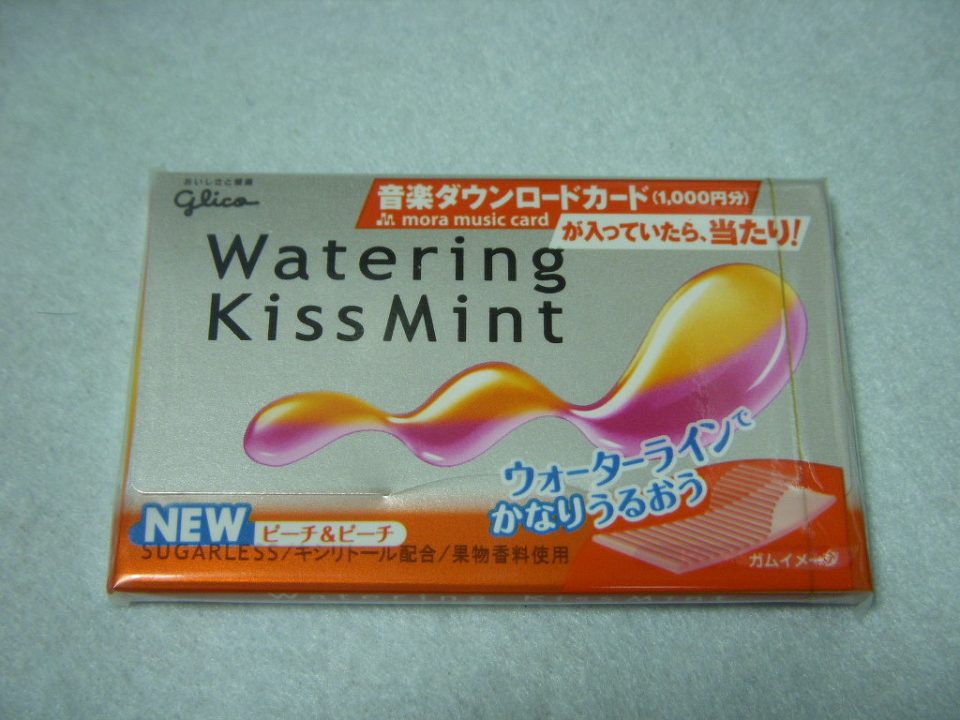 おいしさと健康
glico
音楽ダウンロードカード(1,000円分)
mora music card
が入っていたら、当たり!
Watering
KissMint
ウォーターラインで
かなりうるおう
NEW ピーチ&ピーチ
SUGARLESS/キシリトール配合/果物香料使用
ガムイメージ
Watering KissMint